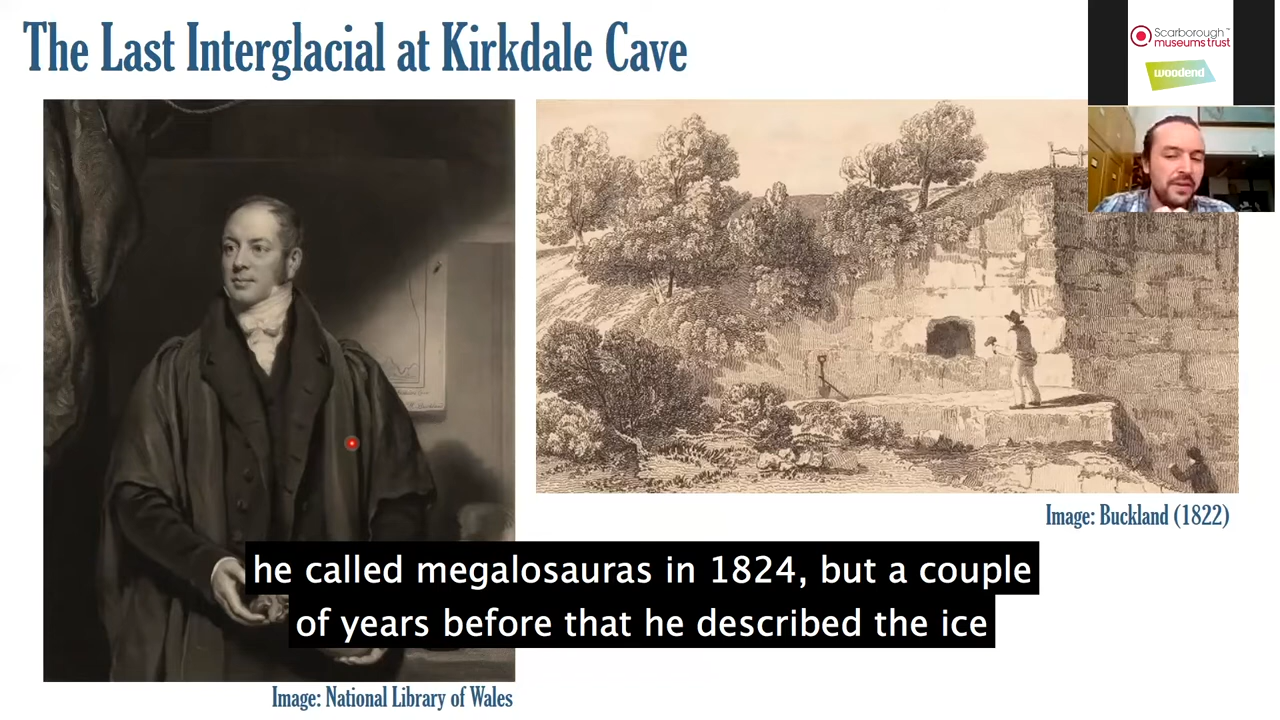 The Last Interglacial at Kirkdale Cave
Scarborough™
museums trust
woodend
Image: Buckland (1822)
he called megalosauras in 1824, but a couple
of years before that he described the ice
Image: National Library of Wales